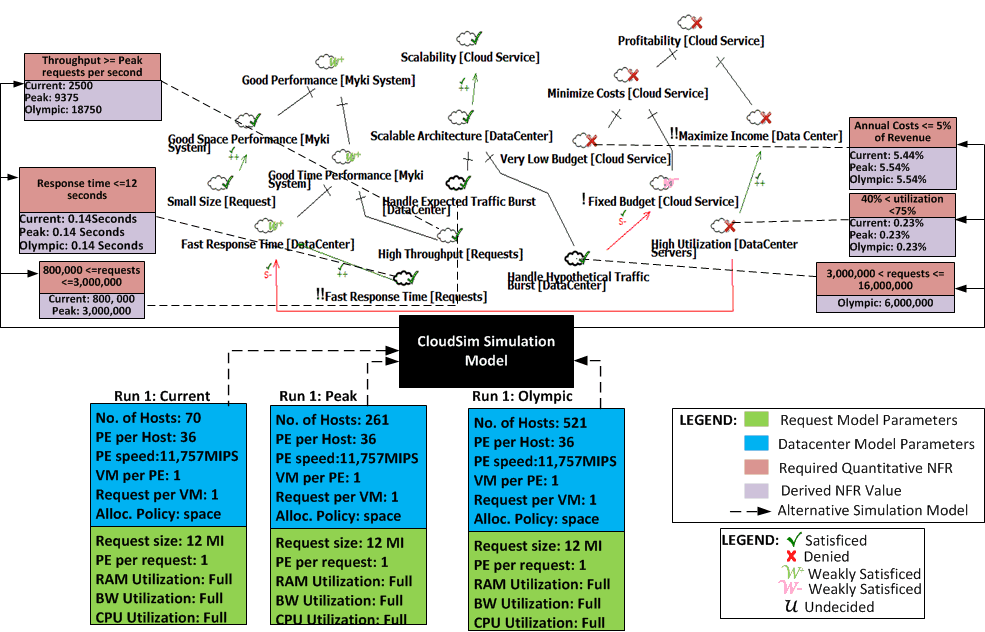 Throughput >= Peak
requests per second
Current: 2500
Peak: 9375
Olympic: 18750
Response time <=12
seconds
Current: 0.14Seconds
Peak: 0.14 Seconds
Olympic: 0.14 Seconds
800,000 <=requests
<=3,000,000
Current: 800, 000
Peak: 3,000,000
Good Performance [Myki System]
Good Space Performance [Myki
System]
Small Size [Request]
Good Time Performance [Myki
System]
Fast Response Time [DataCenter]
S-
++
++
!!Fast Response Time [Requests]
High Throughput [Requests]
Scalability [Cloud Service]
++
Scalable Architecture [DataCenter]
Handle Expected Traffic Burst
[DataCenter]
Handle Hypothetical Traffic
Burst [DataCenter]
Profitability [Cloud Service]
Minimize Costs [Cloud Service]
Very Low Budget [Cloud Service]
!Fixed Budget [Cloud Service]
S-
!!Maximize Income [Data Center]
++
High Utilization [DataCenter
Servers]
Annual Costs <= 5%
of Revenue
Current: 5.44%
Peak: 5.54%
Olympic: 5.54%
40% < utilization
<75%
Current: 0.23%
Peak: 0.23%
Olympic: 0.23%
3,000,000 < requests <=
16,000,000
Olympic: 6,000,000
CloudSim Simulation
Model
Run 1: Current
No. of Hosts: 70
PE per Host: 36
PE speed:11,757MIPS
VM per PE: 1
Request per VM: 1
Alloc. Policy: space
Request size: 12 MI
PE per request: 1
RAM Utilization: Full
BW Utilization: Full
CPU Utilization: Full
Run 1: Peak
No. of Hosts: 261
PE per Host: 36
PE speed:11,757MIPS
VM per PE: 1
Request per VM: 1
Alloc. Policy: space
Request size: 12 MI
PE per request: 1
RAM Utilization: Full
BW Utilization: Full
CPU Utilization: Full
Run 1: Olympic
No. of Hosts: 521
PE per Host: 36
PE speed:11,757MIPS
VM per PE: 1
Request per VM: 1
Alloc. Policy: space
Request size: 12 MI
PE per request: 1
RAM Utilization: Full
BW Utilization: Full
CPU Utilization: Full
LEGEND:
Request Model Parameters
Datacenter Model Parameters
Required Quantitative NFR
Derived NFR Value
Alternative Simulation Model
LEGEND:
Satisficed
Denied
W+ Weakly Satisficed
W- Weakly Satisficed
U Undecided